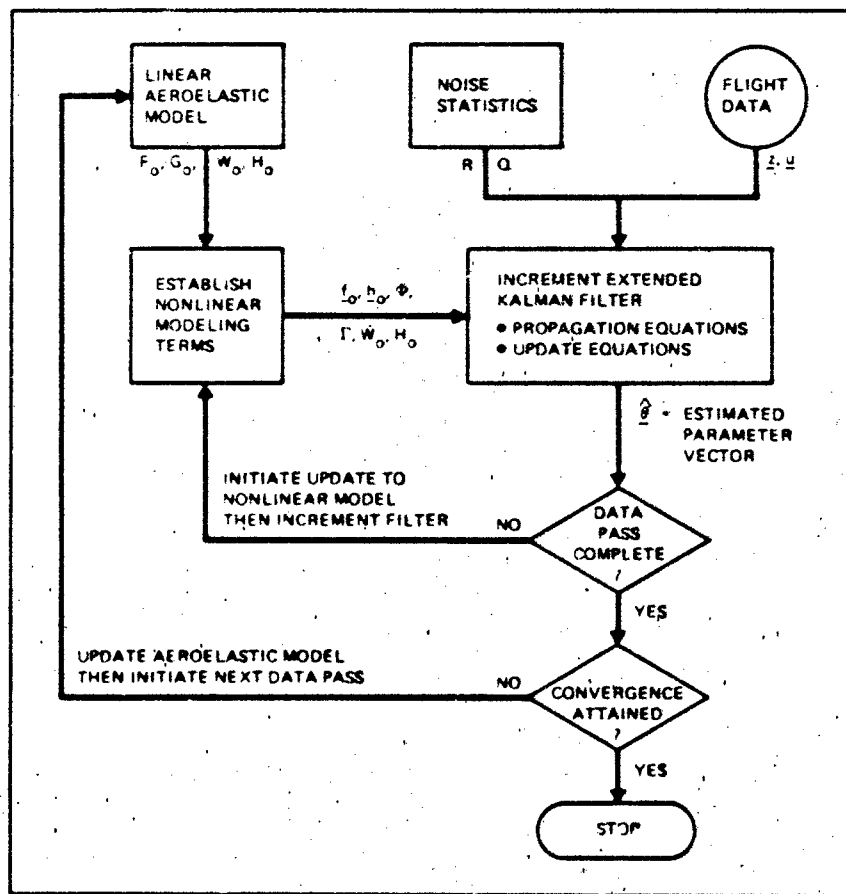 LINEAR
AEROELASTIC
MODEL
NOISE
STATISTICS
FLIGHT
DATA
F₀, G₀, W₀, H₀
R Q
z, u
ESTABLISH
NONLINEAR
MODELING
TERMS
f₀, h₀, Φ,
Γ, W₀, H₀
INCREMENT EXTENDED
KALMAN FILTER
• PROPAGATION EQUATIONS
• UPDATE EQUATIONS
θ̂ = ESTIMATED
PARAMETER
VECTOR
INITIATE UPDATE TO
NONLINEAR MODEL
THEN INCREMENT FILTER
NO
DATA
PASS
COMPLETE
?
YES
UPDATE AEROELASTIC MODEL
THEN INITIATE NEXT DATA PASS
NO
CONVERGENCE
ATTAINED
?
YES
STOP